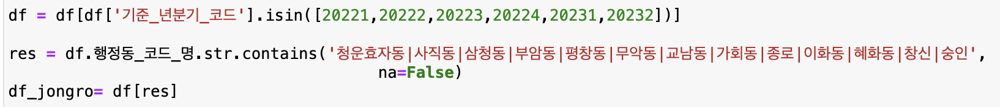 df = df[df['기준_년분기_코드'].isin([20221,20222,20223,20224,20231,20232])]
res = df.행정동_코드_명.str.contains('청운효자동|사직동|삼청동|부암동|평창동|무악동|교남동|가회동|종로|이화동|혜화동|창신|숭인',
na=False)
df_jongro= df[res]